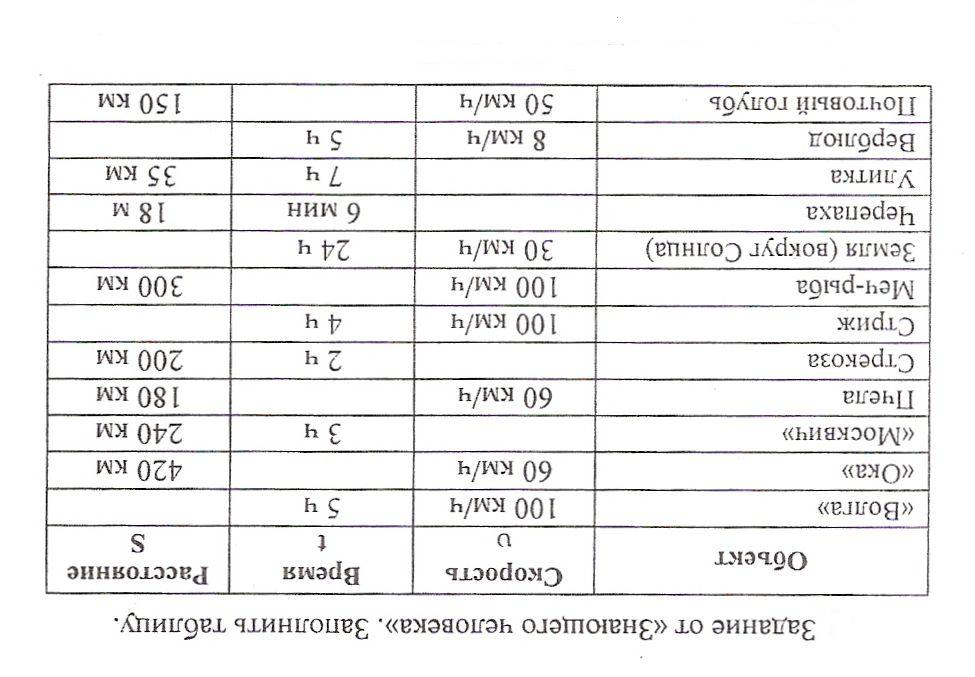 Задание от «Знающего человека». Заполнить таблицу.
Объект Скорость υ Время t Расстояние S
«Волга» 100 км/ч 5 ч
«Ока» 60 км/ч 420 км
«Москвич» 3 ч 240 км
Пчела 60 км/ч 180 км
Стрекоза 2 ч 200 км
Стриж 100 км/ч 4 ч
Меч-рыба 100 км/ч 300 км
Земля (вокруг Солнца) 30 км/ч 24 ч
Черепаха 6 мин 18 м
Улитка 7 ч 35 км
Верблюд 8 км/ч 5 ч
Почтовый голубь 50 км/ч 150 км